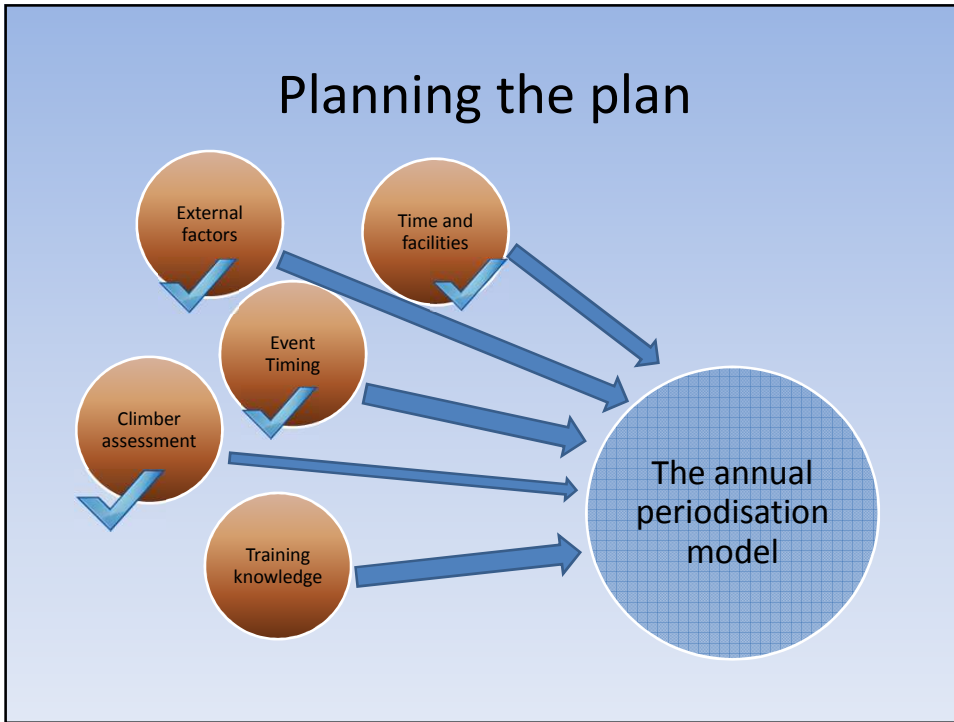 Planning the plan
External
factors
Time and
facilities
Event
Timing
Climber
assessment
Training
knowledge
The annual
periodisation
model